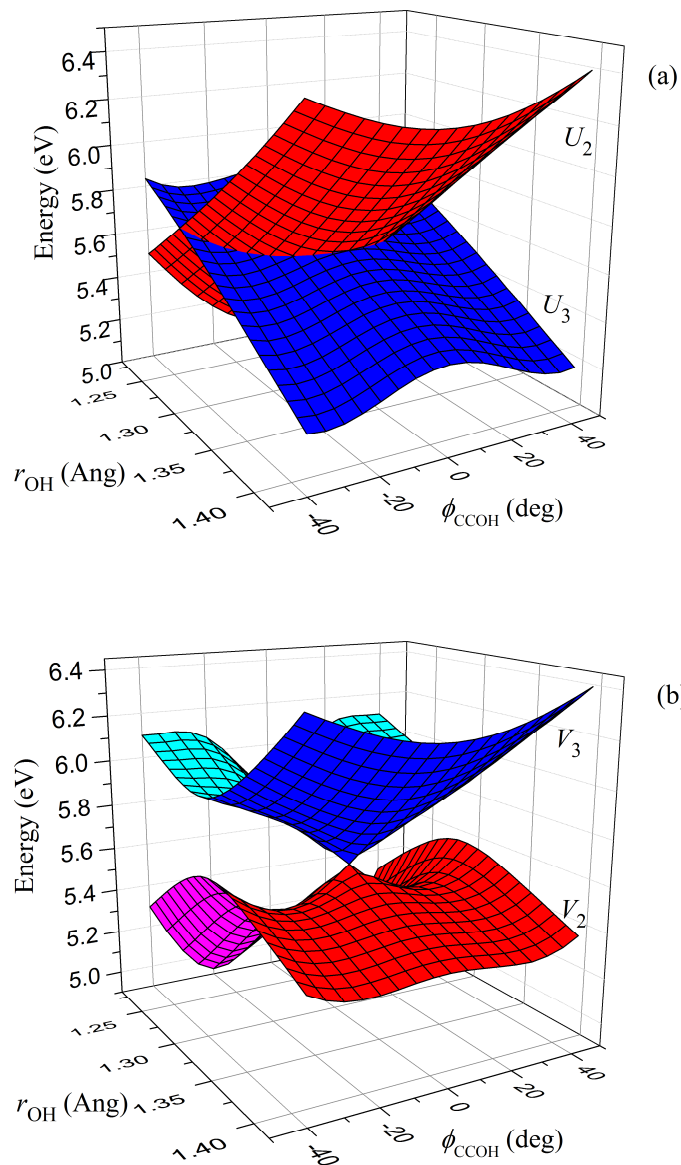 (a)
6.4
6.2
6.0
5.8
5.6
5.4
5.2
5.0
Energy (eV)
U2
U3
1.25
1.30
1.35
1.40
rOH (Ang)
-40
-20
0
20
40
ϕCCOH (deg)
(b)
6.4
6.2
6.0
5.8
5.6
5.4
5.2
5.0
Energy (eV)
V3
V2
1.25
1.30
1.35
1.40
rOH (Ang)
-40
-20
0
20
40
ϕCCOH (deg)